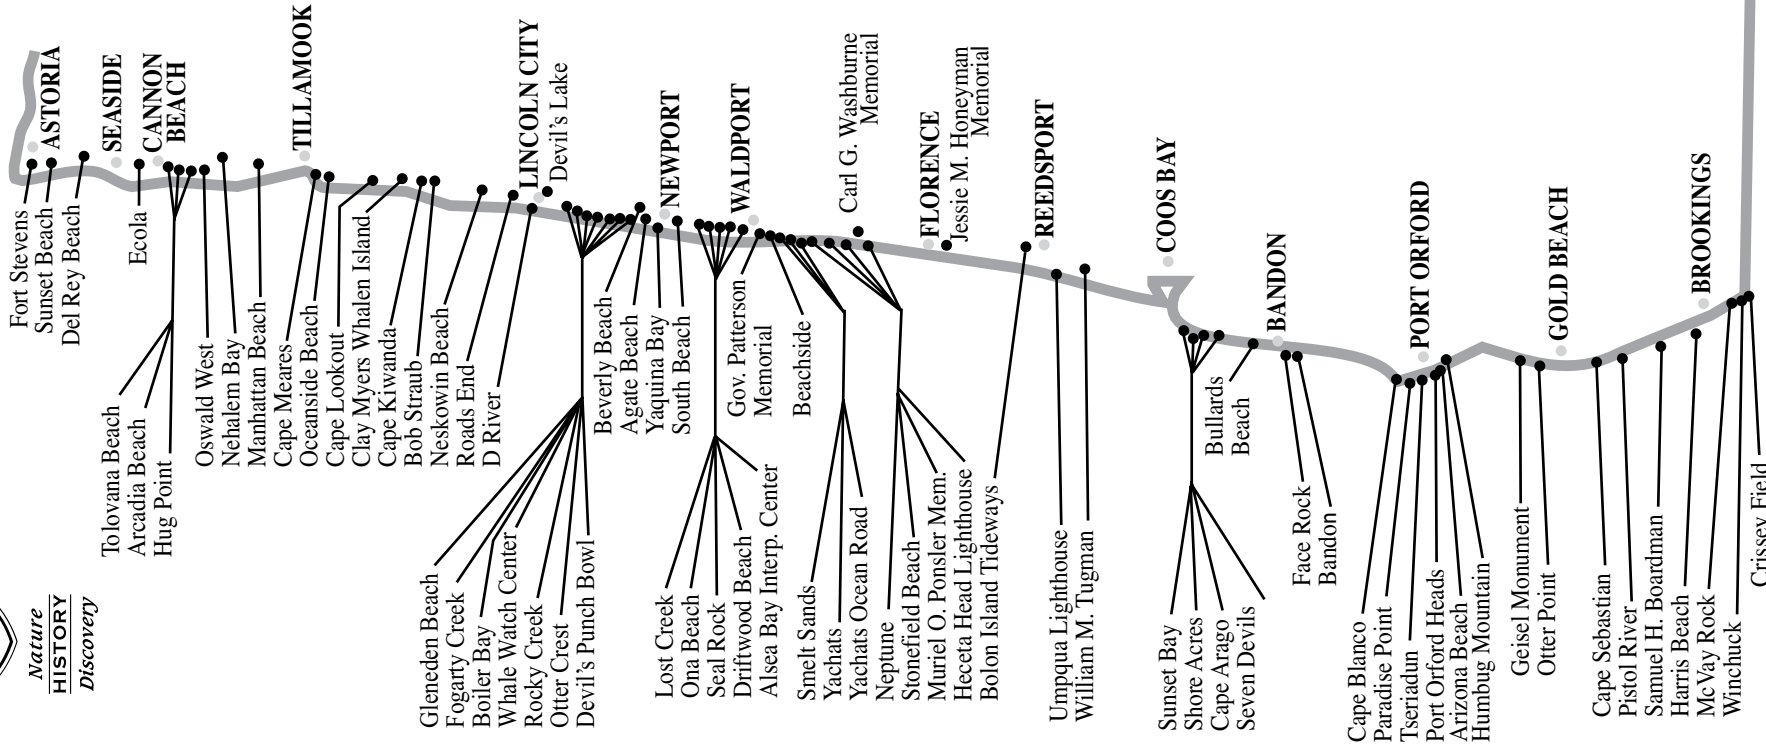 ASTORIA
SEASIDE
CANNON
BEACH
TILLAMOOK
LINCOLN CITY
Devil's Lake
NEWPORT
WALDPORT
Carl G. Washburne
Memorial
FLORENCE
Jessie M. Honeyman
Memorial
REEDSPORT
COOS BAY
BANDON
PORT ORFORD
GOLD BEACH
BROOKINGS
Fort Stevens
Sunset Beach
Del Rey Beach
Ecola
Tolovana Beach
Arcadia Beach
Hug Point
Oswald West
Nehalem Bay
Manhattan Beach
Cape Meares
Oceanside Beach
Cape Lookout
Clay Myers Whalen Island
Cape Kiwanda
Bob Straub
Neskowin Beach
Roads End
D River
Gleneden Beach
Fogarty Creek
Boiler Bay
Whale Watch Center
Rocky Creek
Otter Crest
Devil's Punch Bowl
Beverly Beach
Agate Beach
Yaquina Bay
South Beach
Lost Creek
Ona Beach
Seal Rock
Driftwood Beach
Alsea Bay Interp. Center
Gov. Patterson
Memorial
Beachside
Smelt Sands
Yachats
Yachats Ocean Road
Neptune
Stonefield Beach
Muriel O. Ponsler Mem.
Heceta Head Lighthouse
Bolon Island Tideways
Umpqua Lighthouse
William M. Tugman
Sunset Bay
Shore Acres
Cape Arago
Seven Devils
Bullards
Beach
Face Rock
Bandon
Cape Blanco
Paradise Point
Tseriadun
Port Orford Heads
Arizona Beach
Humbug Mountain
Geisel Monument
Otter Point
Cape Sebastian
Pistol River
Samuel H. Boardman
Harris Beach
McVay Rock
Winchuck
Crissey Field
Nature
HISTORY
Discovery